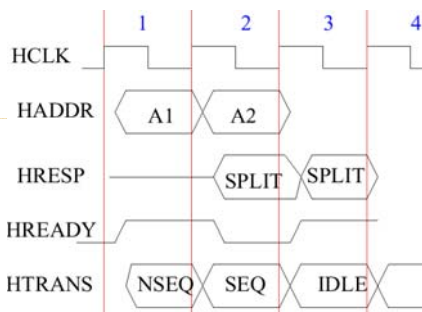 1 2 3 4
HCLK
HADDR A1 A2
HRESP SPLIT SPLIT
HREADY
HTRANS NSEQ SEQ IDLE